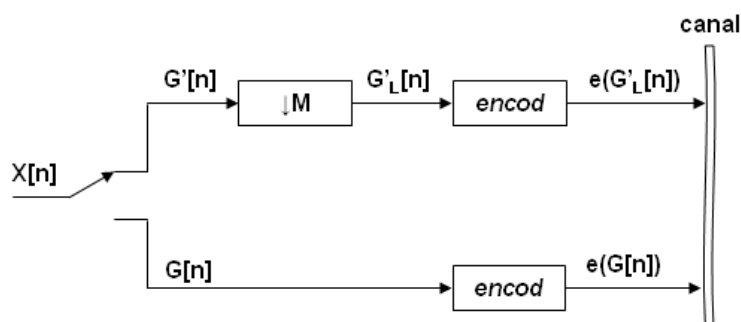 canal
G'[n]
↓M
G'L[n]
encod
e(G'L[n])
X[n]
G[n]
encod
e(G[n])